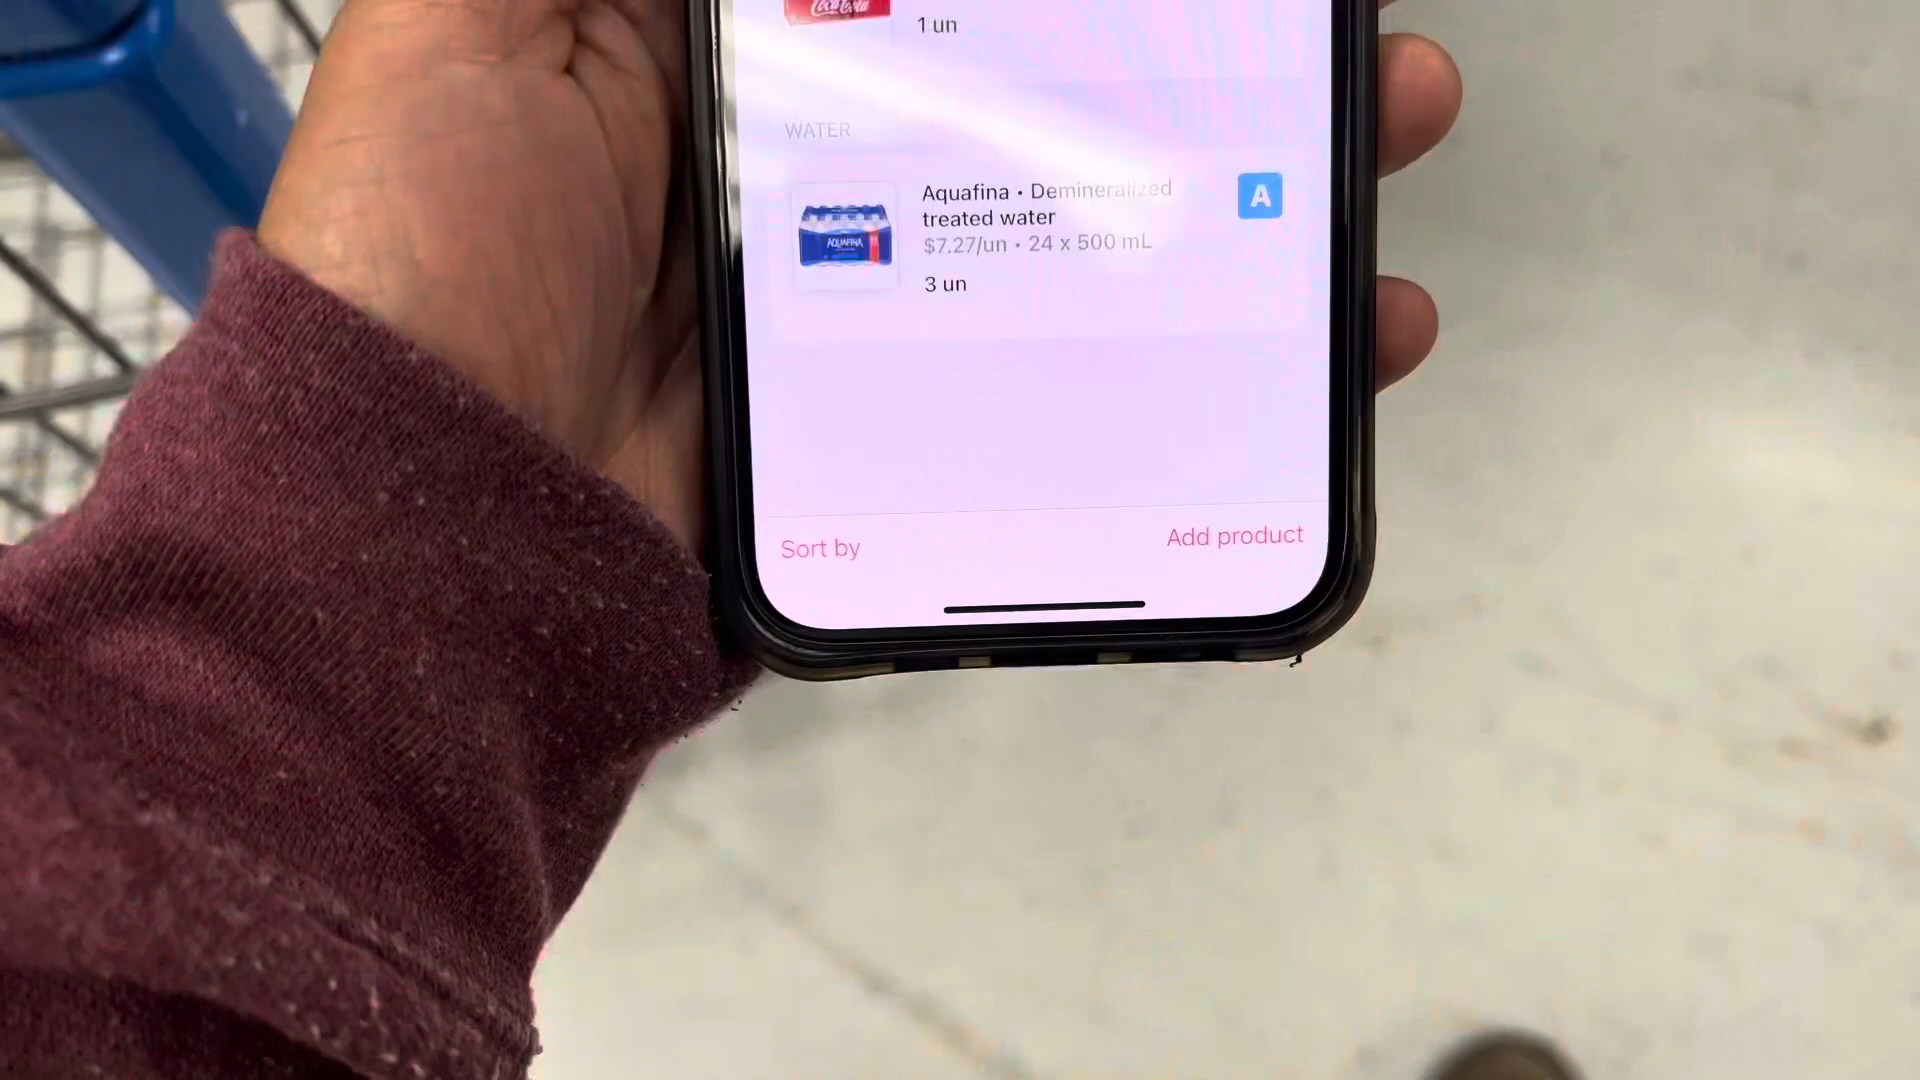 Coca-Cola
1 un
WATER
Aquafina • Demineralized
treated water
$7.27/un • 24 x 500 mL
3 un
A
AQUAFINA
Sort by
Add product